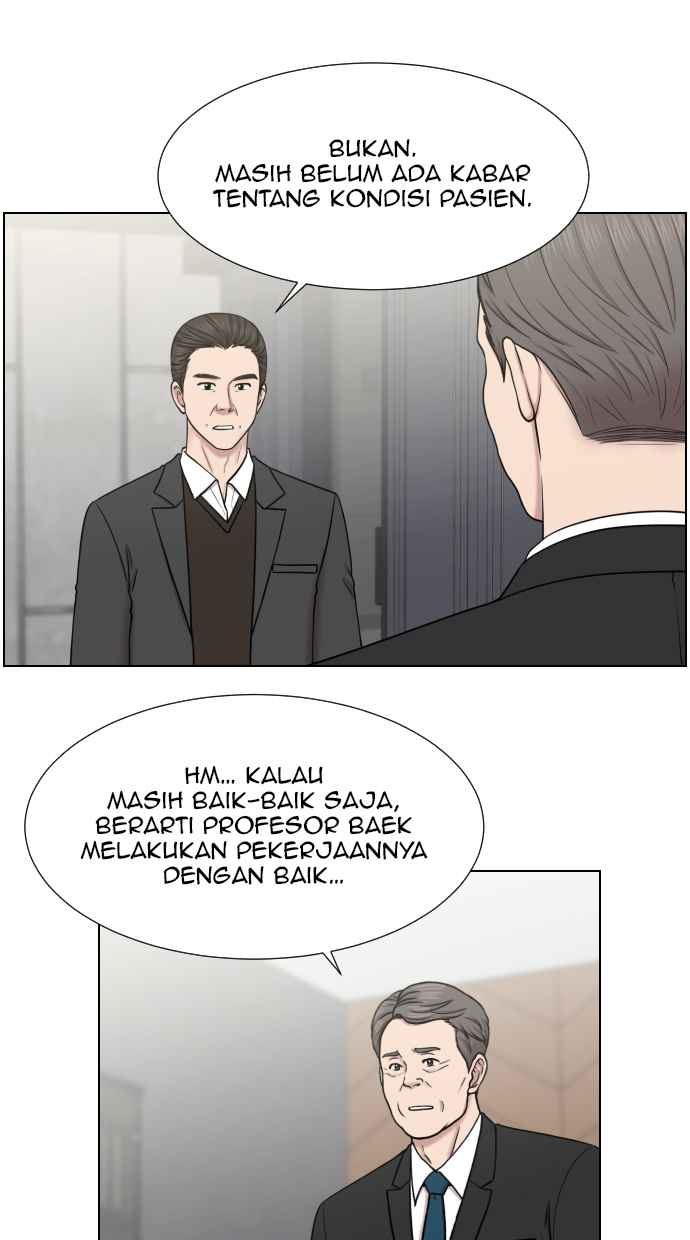 BUKAN.
MASIH BELUM ADA KABAR
TENTANG KONDISI PASIEN.
HM... KALAU
MASIH BAIK-BAIK SAJA,
BERARTI PROFESOR BAEK
MELAKUKAN PEKERJAANNYA
DENGAN BAIK...